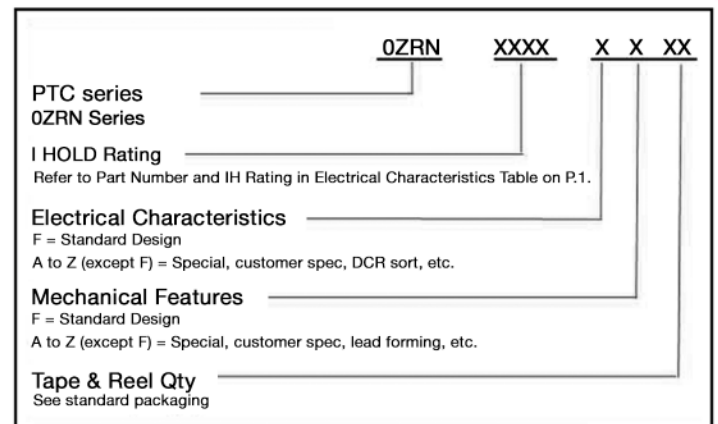 0ZRN XXXX X X XX
PTC series
0ZRN Series
I HOLD Rating
Refer to Part Number and IH Rating in Electrical Characteristics Table on P.1.
Electrical Characteristics
F = Standard Design
A to Z (except F) = Special, customer spec, DCR sort, etc.
Mechanical Features
F = Standard Design
A to Z (except F) = Special, customer spec, lead forming, etc.
Tape & Reel Qty
See standard packaging